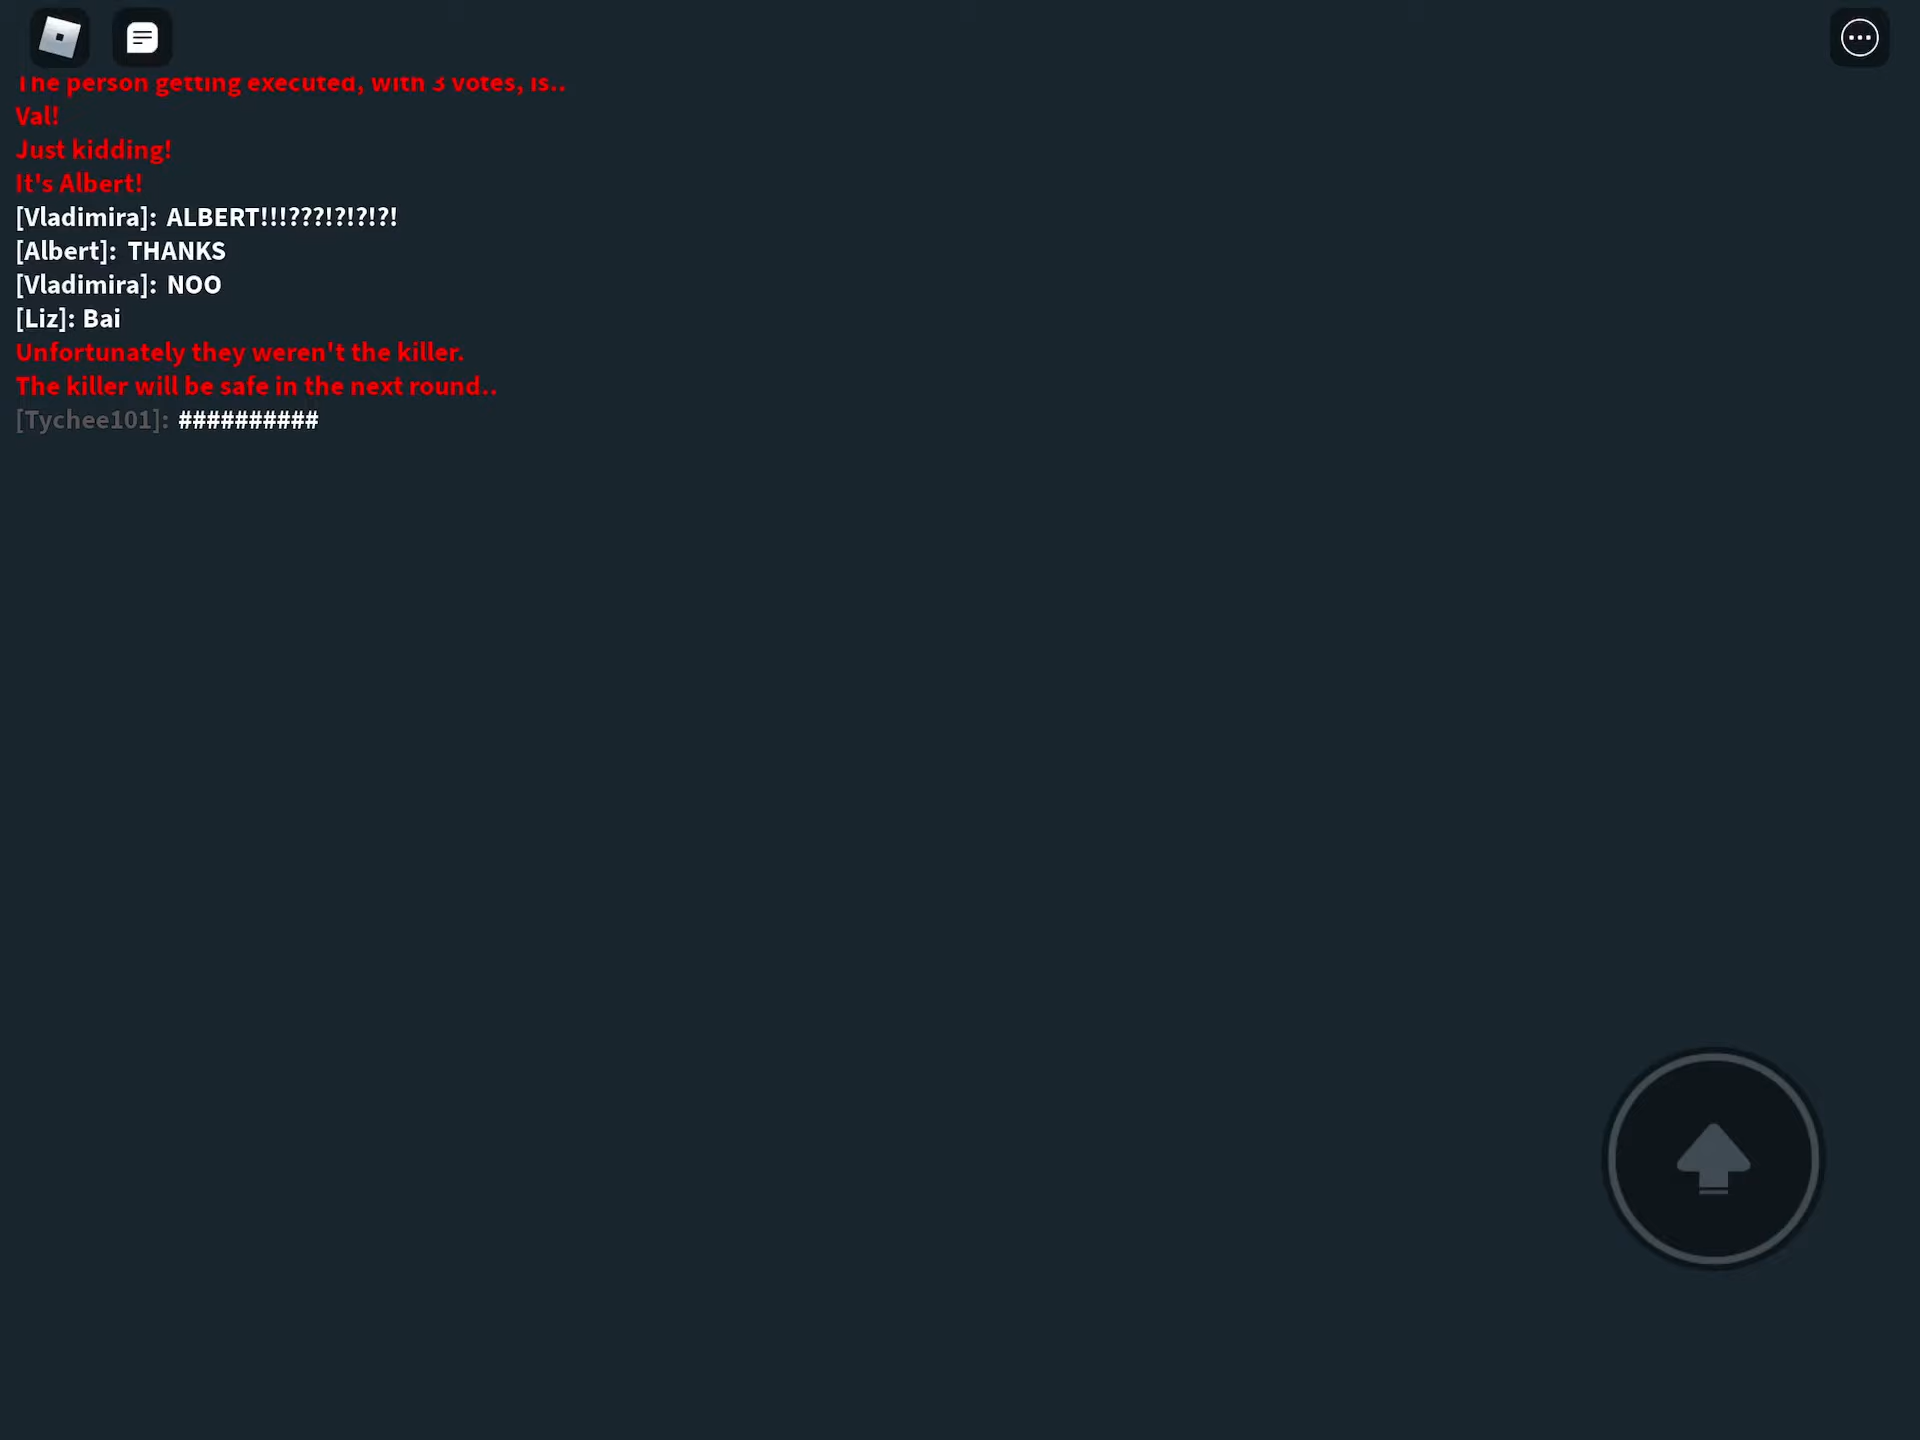 The person getting executed, with 3 votes, is..
Val!
Just kidding!
It's Albert!
[Vladimira]: ALBERT!!!???!?!?!?!
[Albert]: THANKS
[Vladimira]: NOO
[Liz]: Bai
Unfortunately they weren't the killer.
The killer will be safe in the next round..
[Tychee101]: ##########